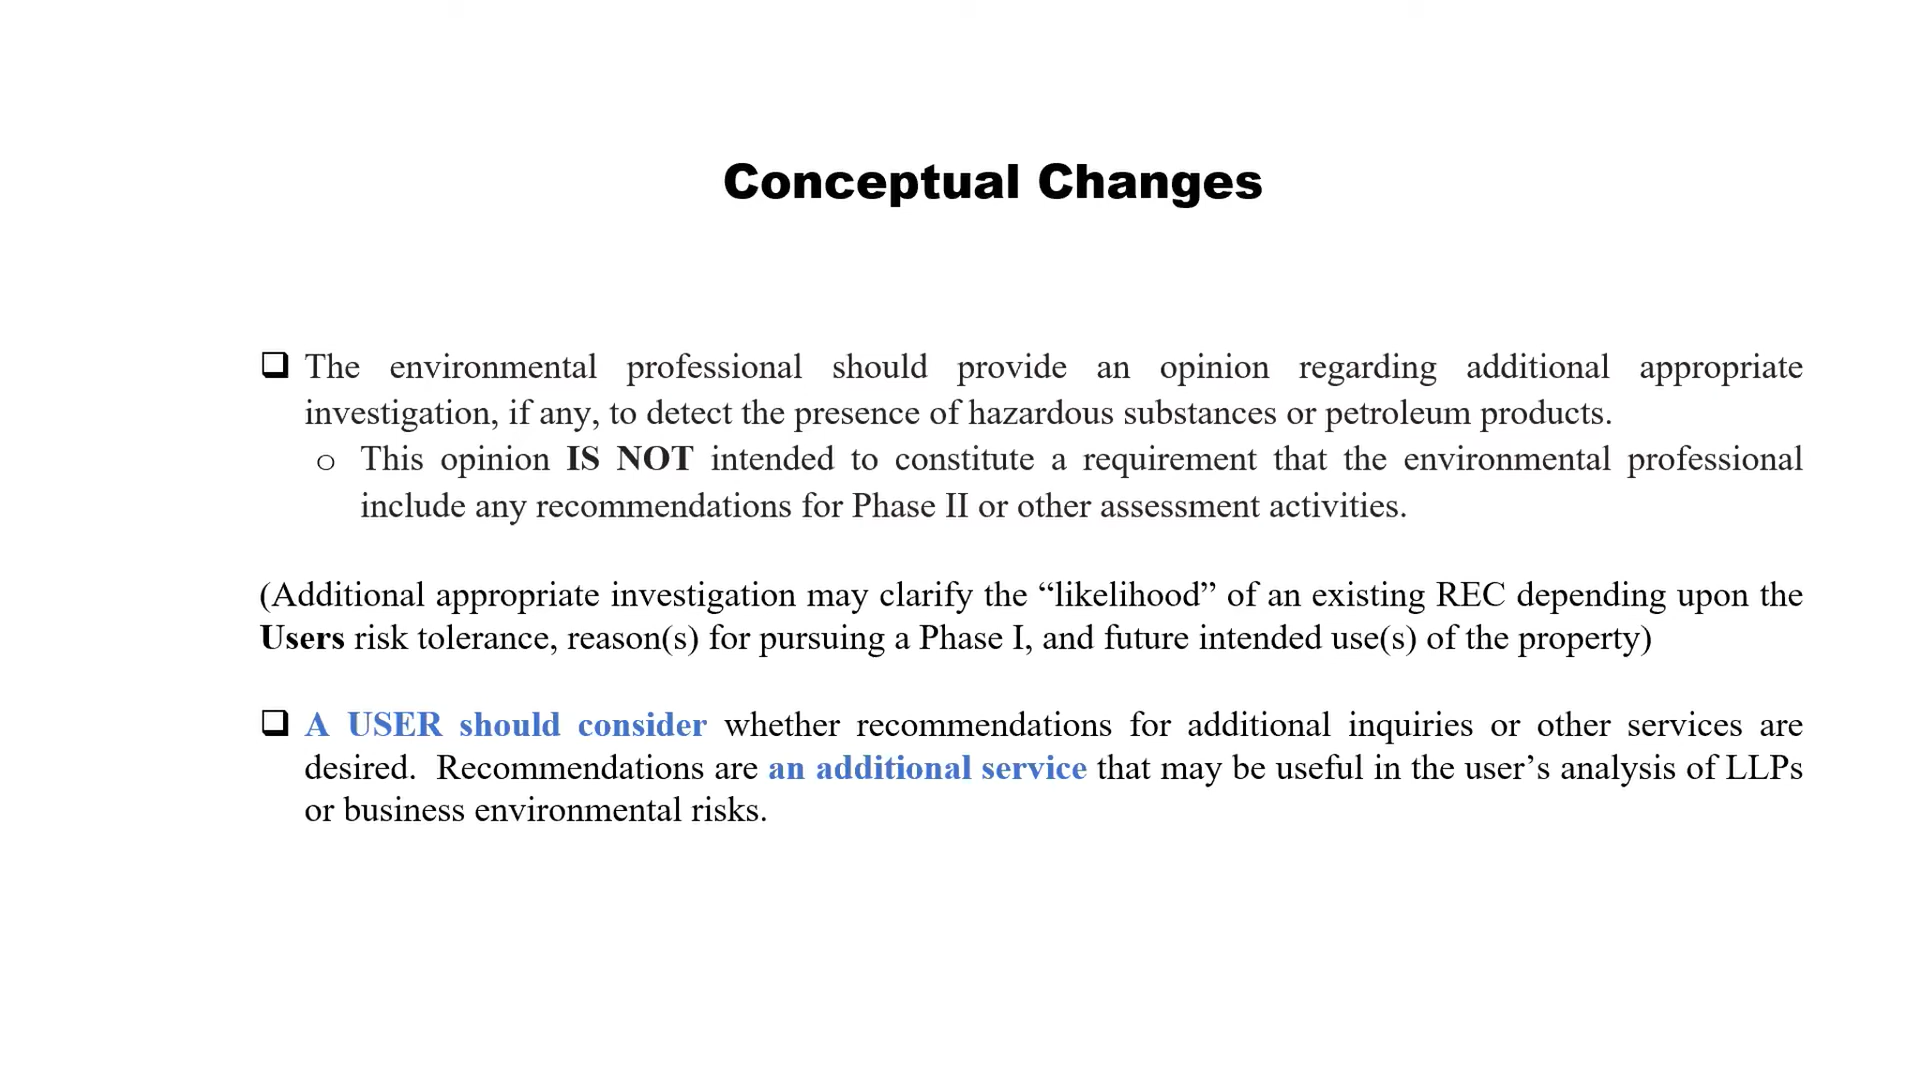 Conceptual Changes
❑ The environmental professional should provide an opinion regarding additional appropriate
investigation, if any, to detect the presence of hazardous substances or petroleum products.
o This opinion IS NOT intended to constitute a requirement that the environmental professional
include any recommendations for Phase II or other assessment activities.
(Additional appropriate investigation may clarify the “likelihood” of an existing REC depending upon the
Users risk tolerance, reason(s) for pursuing a Phase I, and future intended use(s) of the property)
❑ A USER should consider whether recommendations for additional inquiries or other services are
desired.  Recommendations are an additional service that may be useful in the user’s analysis of LLPs
or business environmental risks.